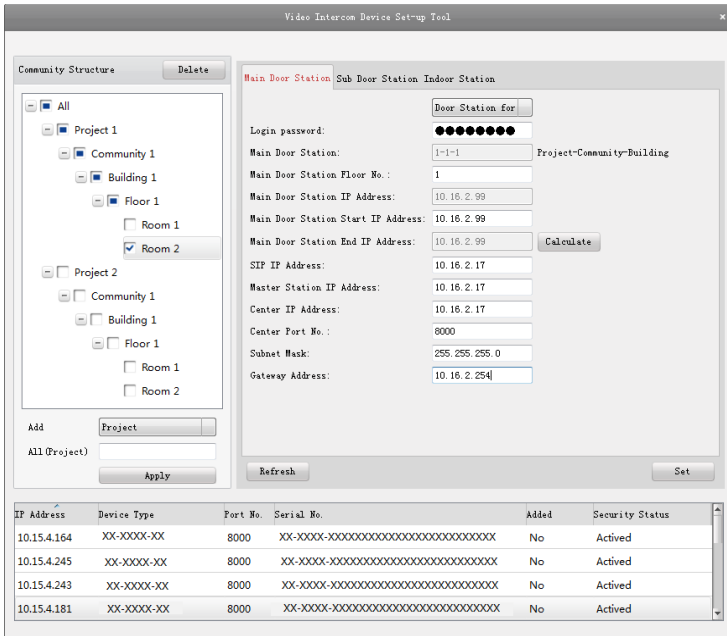 Video Intercom Device Set-up Tool
Community Structure
Delete
All
Project 1
Community 1
Building 1
Floor 1
Room 1
Room 2
Project 2
Community 1
Building 1
Floor 1
Room 1
Room 2
Add Project
All(Project)
Apply
Main Door Station Sub Door Station Indoor Station
Door Station for
Login password: ●●●●●●●●
Main Door Station: 1-1-1 Project-Community-Building
Main Door Station Floor No.: 1
Main Door Station IP Address: 10.16.2.99
Main Door Station Start IP Address: 10.16.2.99
Main Door Station End IP Address: 10.16.2.99 Calculate
SIP IP Address: 10.16.2.17
Master Station IP Address: 10.16.2.17
Center IP Address: 10.16.2.17
Center Port No.: 8000
Subnet Mask: 255.255.255.0
Gateway Address: 10.16.2.254
Refresh Set
IP Address Device Type Port No. Serial No. Added Security Status
10.15.4.164 XX-XXXX-XX 8000 XX-XXXX-XXXXXXXXXXXXXXXXXXXXXXXXXX No Actived
10.15.4.245 XX-XXXX-XX 8000 XX-XXXX-XXXXXXXXXXXXXXXXXXXXXXXXXX No Actived
10.15.4.243 XX-XXXX-XX 8000 XX-XXXX-XXXXXXXXXXXXXXXXXXXXXXXXXX No Actived
10.15.4.181 XX-XXXX-XX 8000 XX-XXXX-XXXXXXXXXXXXXXXXXXXXXXXXXX No Actived